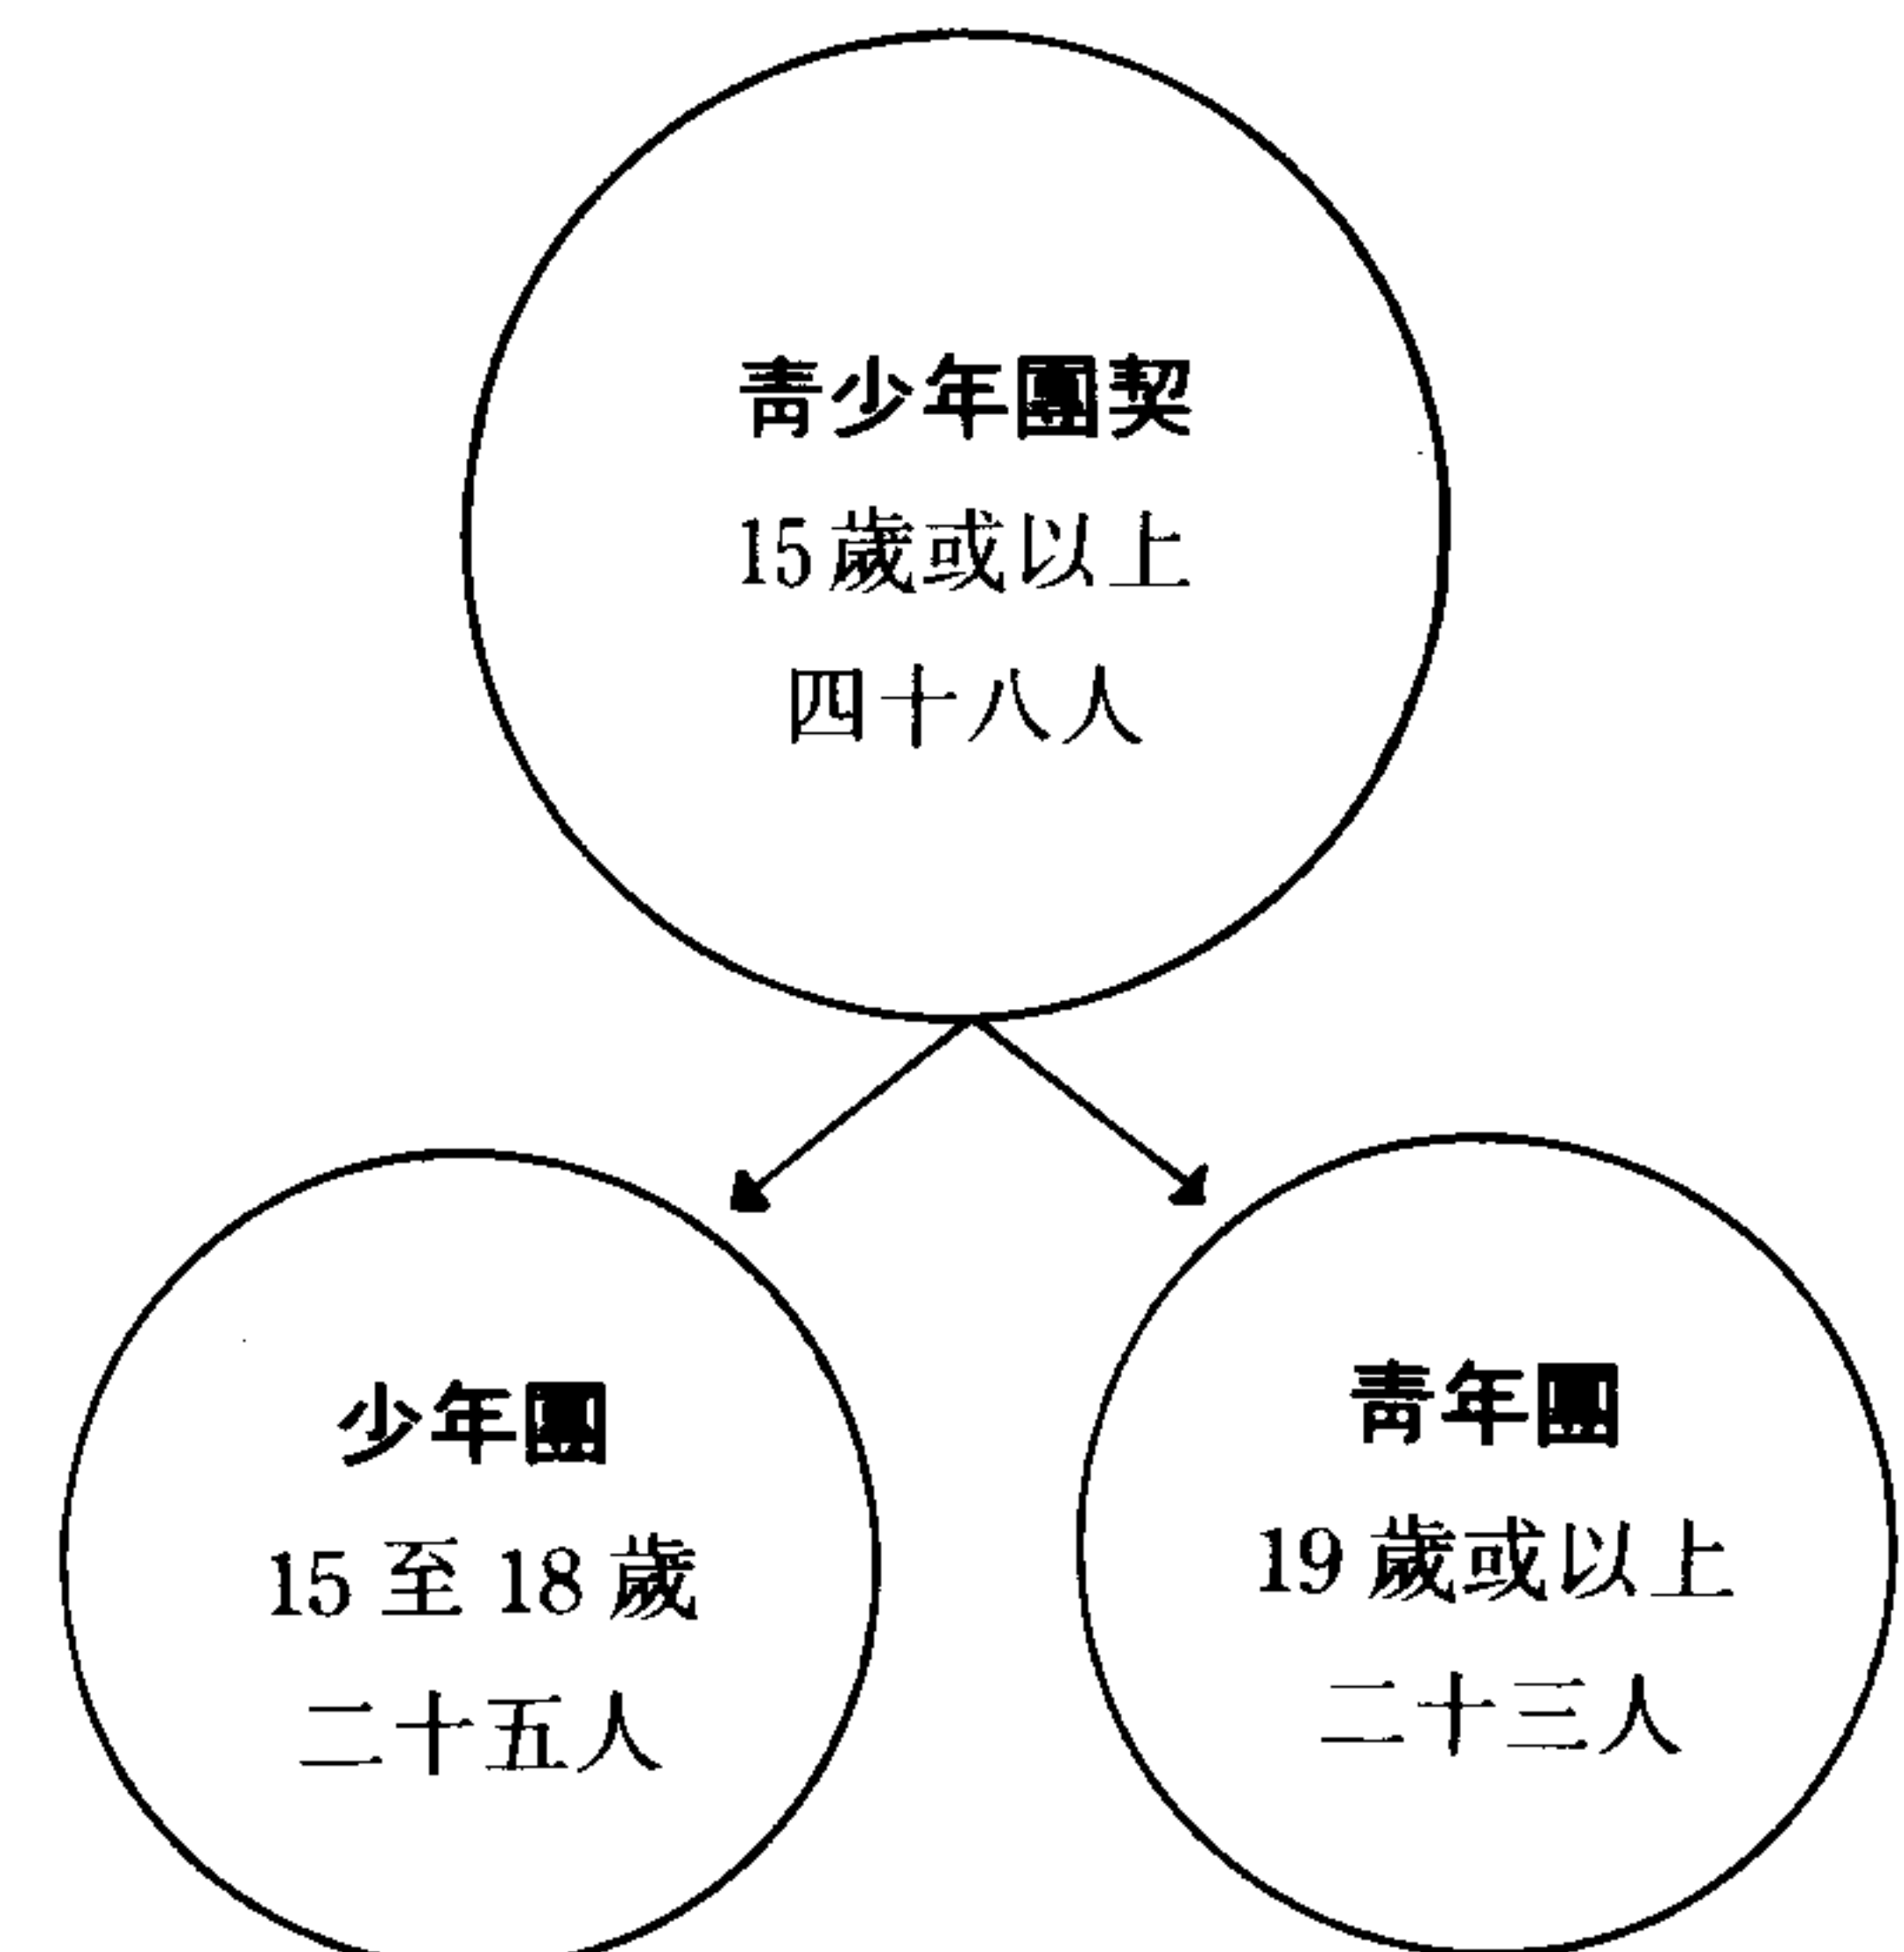 青少年團契
15歲或以上
四十八人
少年團
15至18歲
二十五人
青年團
19歲或以上
二十三人